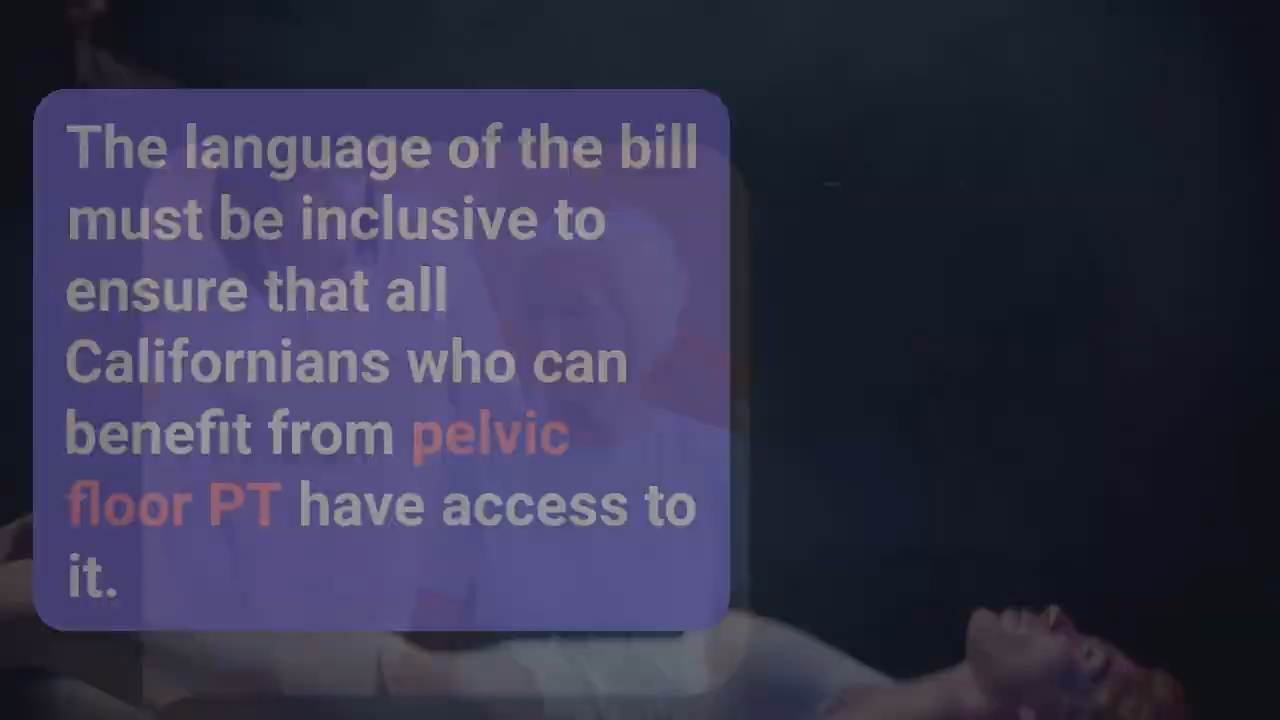 The language of the bill
must be inclusive to
ensure that all
Californians who can
benefit from pelvic
floor PT have access to
it.